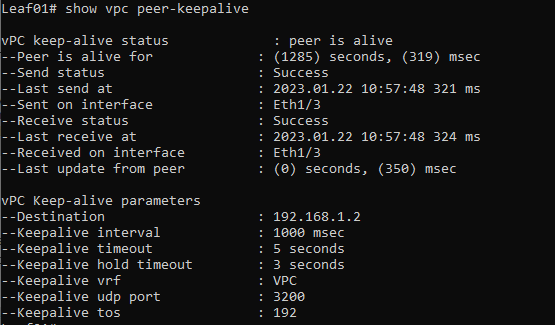 Leaf01# show vpc peer-keepalive
vPC keep-alive status : peer is alive
--Peer is alive for : (1285) seconds, (319) msec
--Send status : Success
--Last send at : 2023.01.22 10:57:48 321 ms
--Sent on interface : Eth1/3
--Receive status : Success
--Last receive at : 2023.01.22 10:57:48 324 ms
--Received on interface : Eth1/3
--Last update from peer : (0) seconds, (350) msec
vPC Keep-alive parameters
--Destination : 192.168.1.2
--Keepalive interval : 1000 msec
--Keepalive timeout : 5 seconds
--Keepalive hold timeout : 3 seconds
--Keepalive vrf : VPC
--Keepalive udp port : 3200
--Keepalive tos : 192